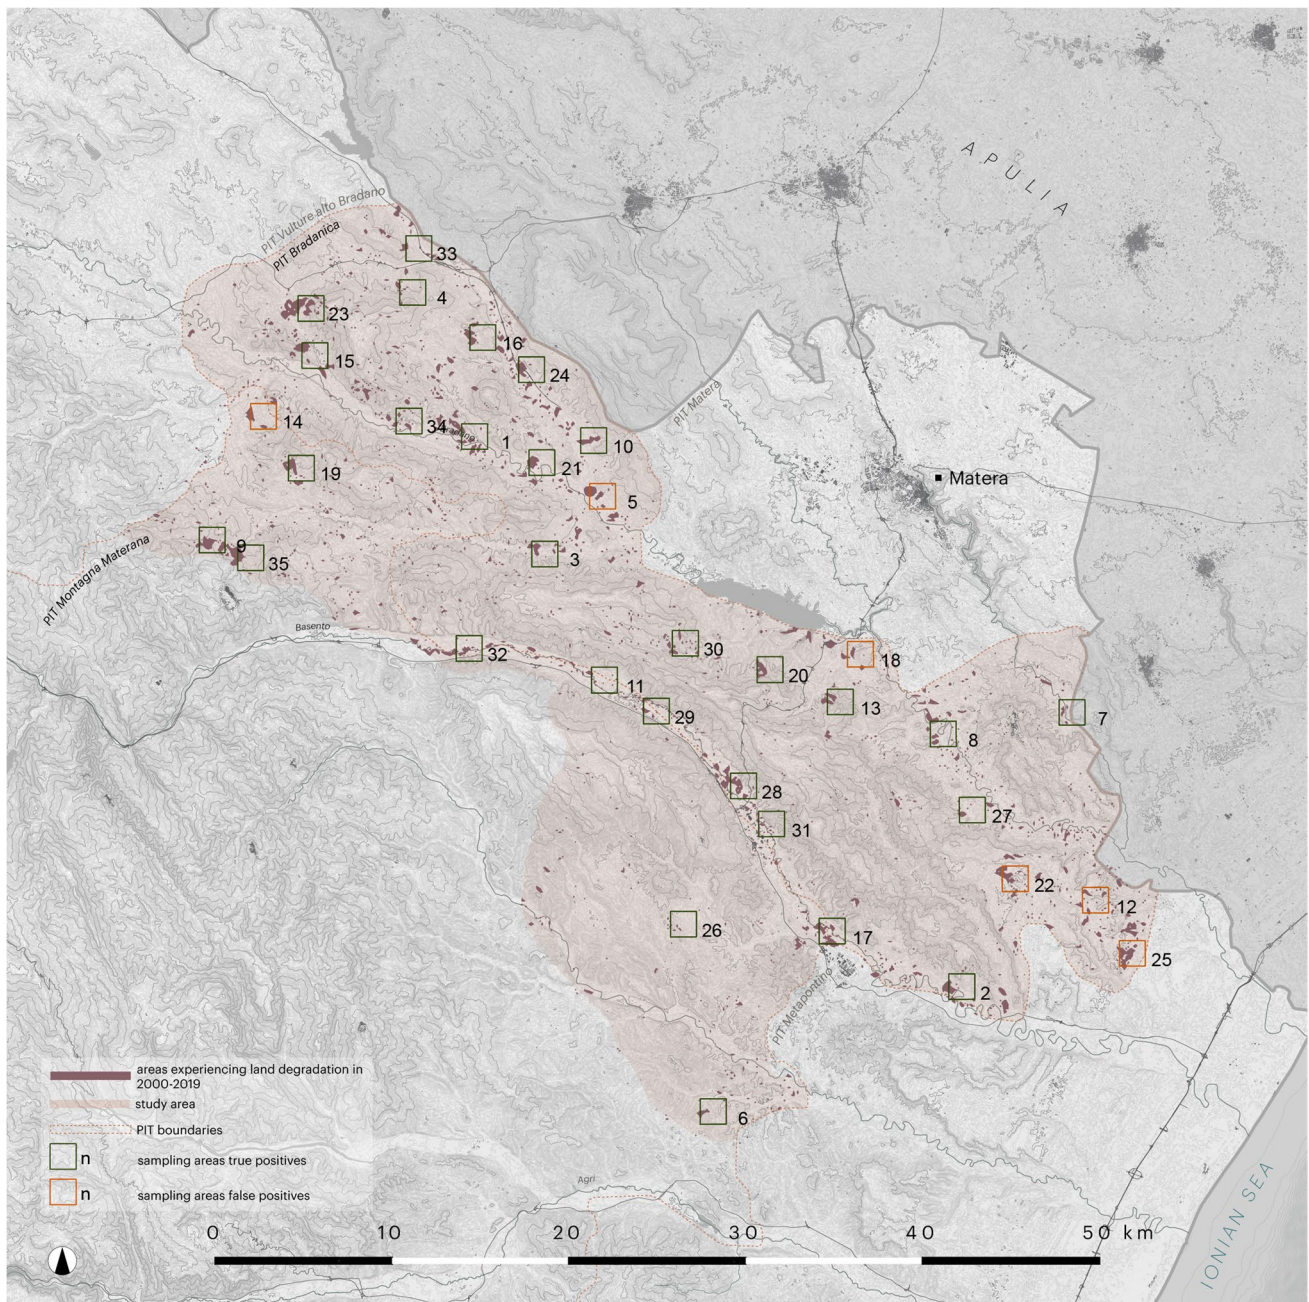 APULIA
PIT Vulture alto Bradano
PIT Bradanica
33
4
23
16
15
24
PIT Matera
14
34
1
10
21
19
Matera
5
9
3
35
PIT Montagna Materana
Basento
32
30
18
20
11
13
29
7
8
28
27
31
22
12
26
17
25
2
PIT Metapontino
areas experiencing land degradation in
2000-2019
study area
PIT boundaries
6
n sampling areas true positives
n sampling areas false positives
Agri
IONIAN SEA
0 10 20 30 40 50 km